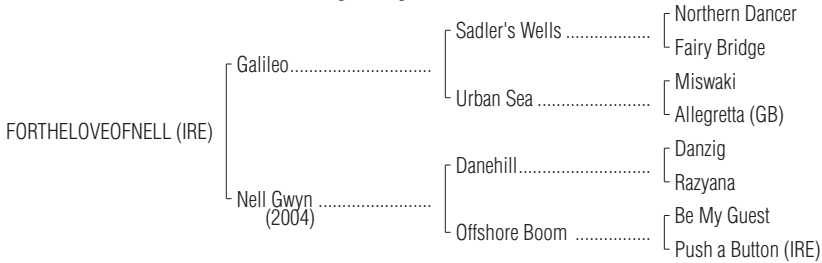 Northern Dancer
Sadler's Wells ..................
Fairy Bridge
Galileo..............................
Miswaki
Urban Sea ........................
Allegretta (GB)
FORTHELOVEOFNELL (IRE)
Danzig
Danehill............................
Razyana
Nell Gwyn ........................
(2004)
Be My Guest
Offshore Boom ................
Push a Button (IRE)